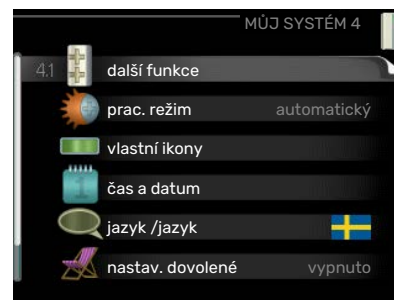 MŮJ SYSTÉM 4
4.1 další funkce
prac. režim automatický
vlastní ikony
čas a datum
jazyk /jazyk
nastav. dovolené vypnuto